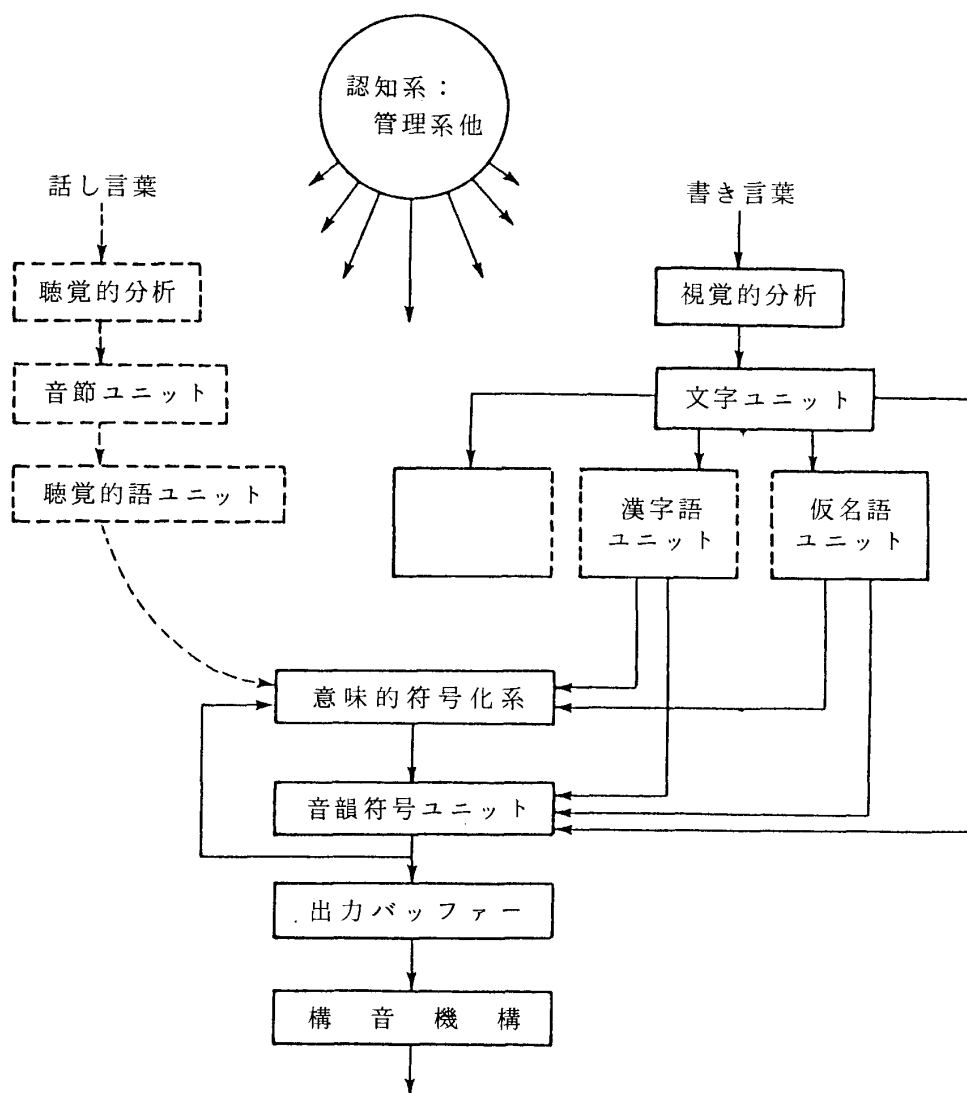 認知系：
管理系他
話し言葉
書き言葉
聴覚的分析
視覚的分析
音節ユニット
文字ユニット
聴覚的語ユニット
漢字語
ユニット
仮名語
ユニット
意味的符号化系
音韻符号ユニット
出力バッファー
構音機構